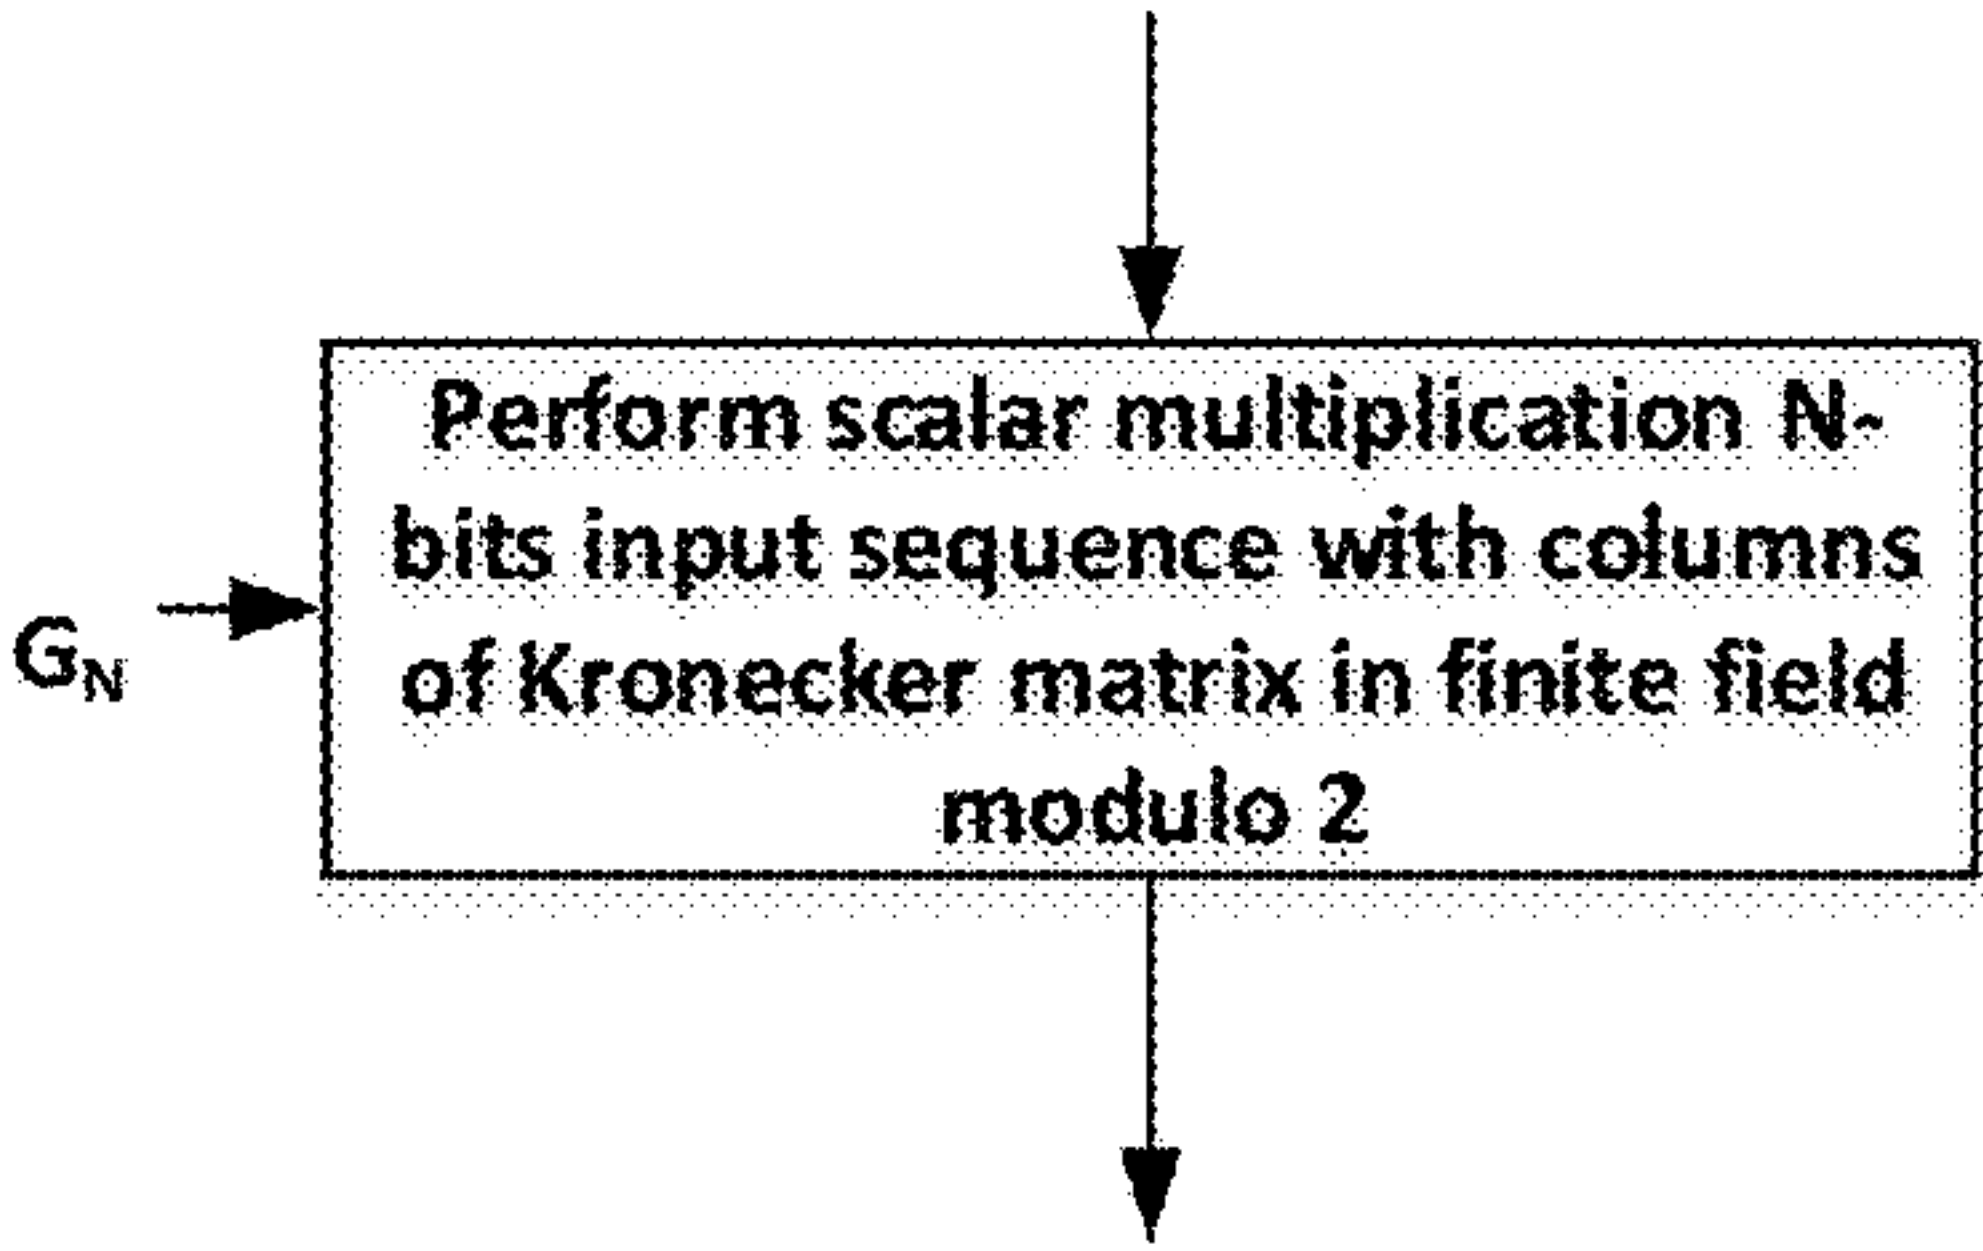 Perform scalar multiplication N-
bits input sequence with columns
of Kronecker matrix in finite field
modulo 2
G_N